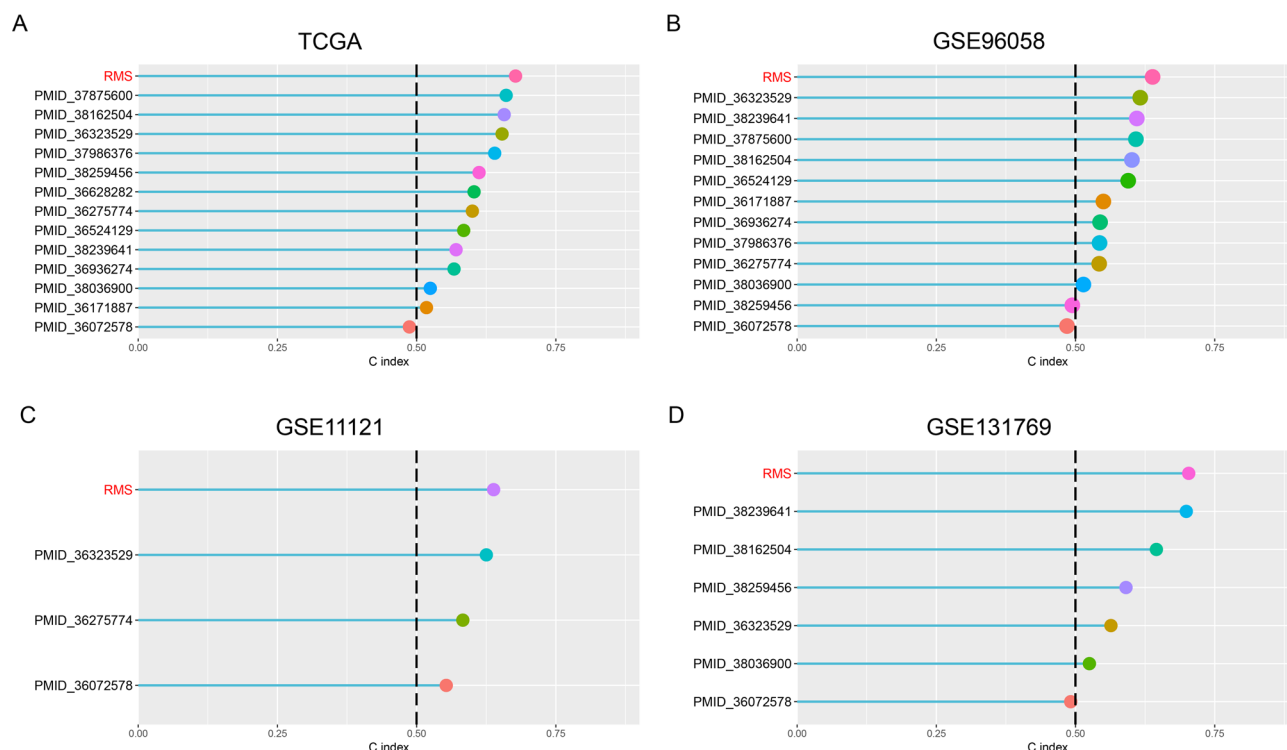 A
TCGA
RMS
PMID_37875600
PMID_38162504
PMID_36323529
PMID_37986376
PMID_38259456
PMID_36628282
PMID_36275774
PMID_36524129
PMID_38239641
PMID_36936274
PMID_38036900
PMID_36171887
PMID_36072578
0.00 0.25 0.50 0.75
C index
B
GSE96058
RMS
PMID_36323529
PMID_38239641
PMID_37875600
PMID_38162504
PMID_36524129
PMID_36171887
PMID_36936274
PMID_37986376
PMID_36275774
PMID_38036900
PMID_38259456
PMID_36072578
0.00 0.25 0.50 0.75
C index
C
GSE11121
RMS
PMID_36323529
PMID_36275774
PMID_36072578
0.00 0.25 0.50 0.75
C index
D
GSE131769
RMS
PMID_38239641
PMID_38162504
PMID_38259456
PMID_36323529
PMID_38036900
PMID_36072578
0.00 0.25 0.50 0.75
C index